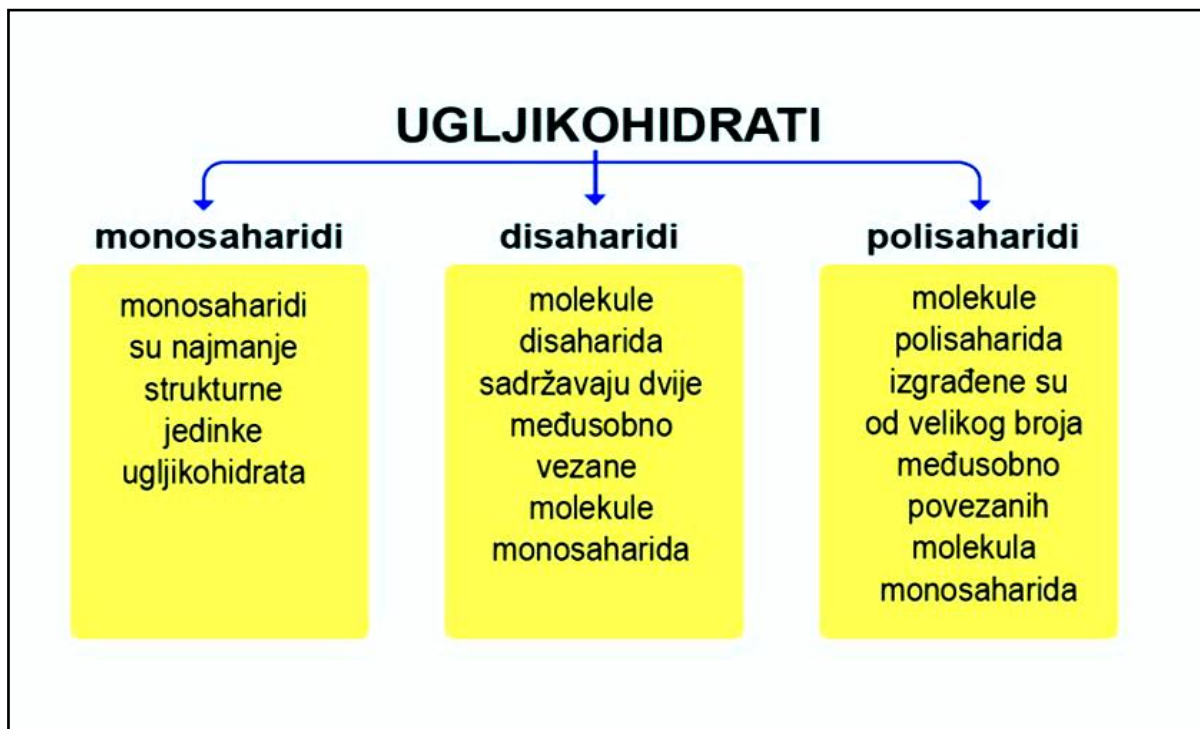 UGLJIKOHIDRATI
monosaharidi
monosaharidi
su najmanje
strukturne
jedinke
ugljikohidrata
disaharidi
molekule
disaharida
sadržavaju dvije
međusobno
vezane
molekule
monosaharida
polisaharidi
molekule
polisaharida
izgrađene su
od velikog broja
međusobno
povezanih
molekula
monosaharida